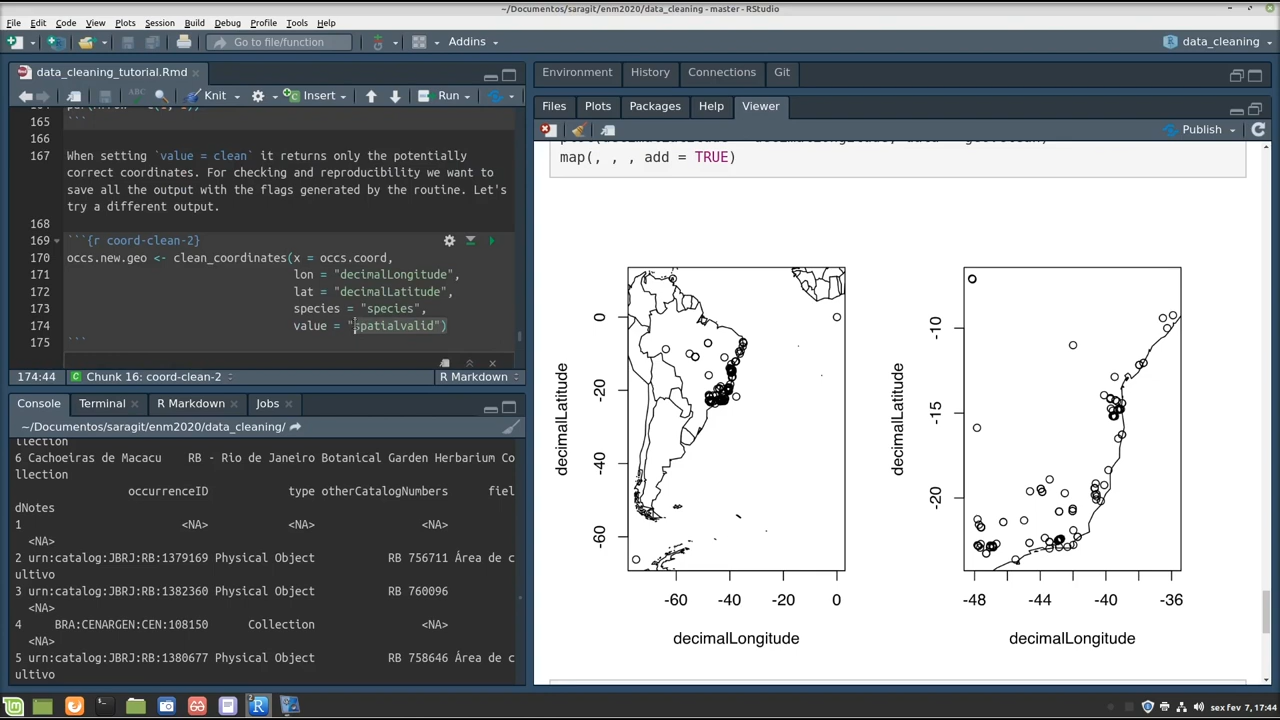 ~/Documentos/saragit/enm2020/data_cleaning - master - RStudio
File Edit Code View Plots Session Build Debug Profile Tools Help
Go to file/function Addins data_cleaning
data_cleaning_tutorial.Rmd
ABC Knit Insert Run
165 ```
166
167 When setting `value = clean` it returns only the potentially
correct coordinates. For checking and reproducibility we want to
save all the output with the flags generated by the routine. Let's
try a different output.
168
169 ```{r coord-clean-2}
170 occs.new.geo <- clean_coordinates(x = occs.coord,
171 lon = "decimalLongitude",
172 lat = "decimalLatitude",
173 species = "species",
174 value = "spatialvalid")
175 ```
174:44 Chunk 16: coord-clean-2 R Markdown
Console Terminal R Markdown Jobs
~/Documentos/saragit/enm2020/data_cleaning/
llection
6 Cachoeiras de Macacu RB - Rio de Janeiro Botanical Garden Herbarium Co
llection
occurrenceID type otherCatalogNumbers fiel
dNotes
1 <NA> <NA> <NA>
<NA>
2 urn:catalog:JBRJ:RB:1379169 Physical Object RB 756711 Área de c
ultivo
3 urn:catalog:JBRJ:RB:1382360 Physical Object RB 760096
<NA>
4 BRA:CENARGEN:CEN:108150 Collection <NA>
<NA>
5 urn:catalog:JBRJ:RB:1380677 Physical Object RB 758646 Área de c
ultivo
Environment History Connections Git
Files Plots Packages Help Viewer
Publish
map(, , , add = TRUE)
decimalLatitude
0
-20
-40
-60
-60 -40 -20 0
decimalLongitude
decimalLatitude
-10
-15
-20
-48 -44 -40 -36
decimalLongitude
2
sex fev 7, 17:44